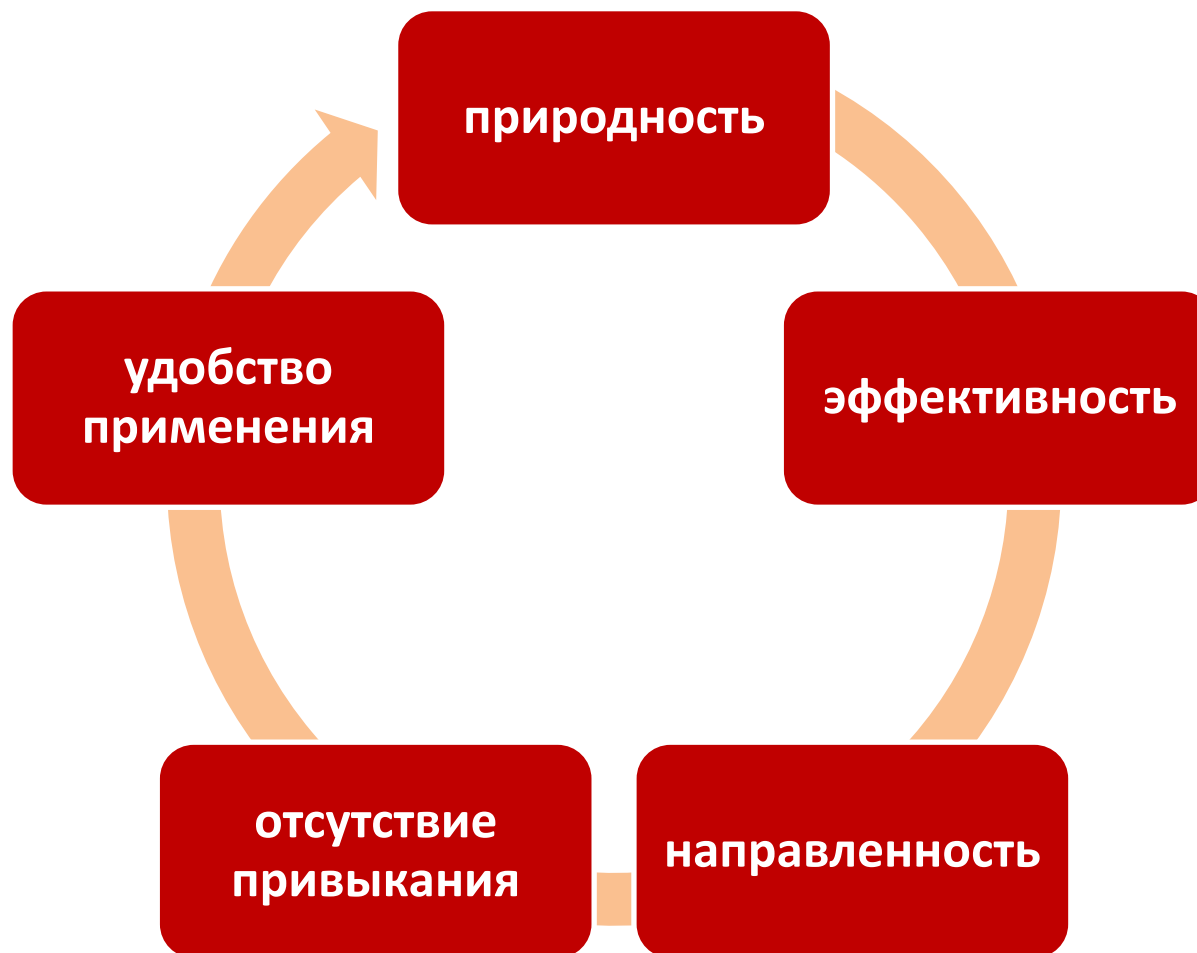 природность
эффективность
направленность
отсутствие
привыкания
удобство
применения